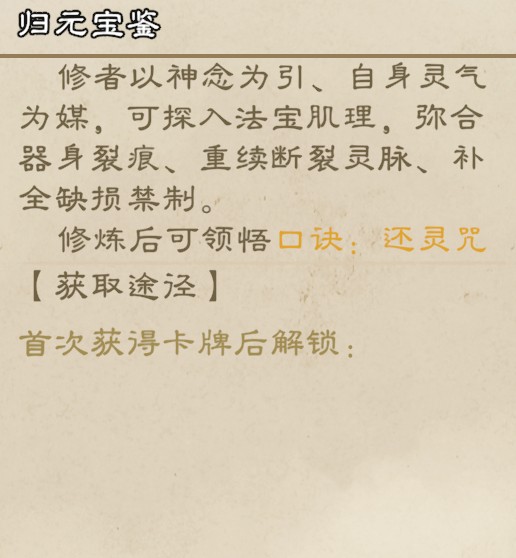 归元宝鉴
修者以神念为引、自身灵气
为媒，可探入法宝肌理，弥合
器身裂痕、重续断裂灵脉、补
全缺损禁制。
修炼后可领悟口诀：还灵咒
【获取途径】
首次获得卡牌后解锁：